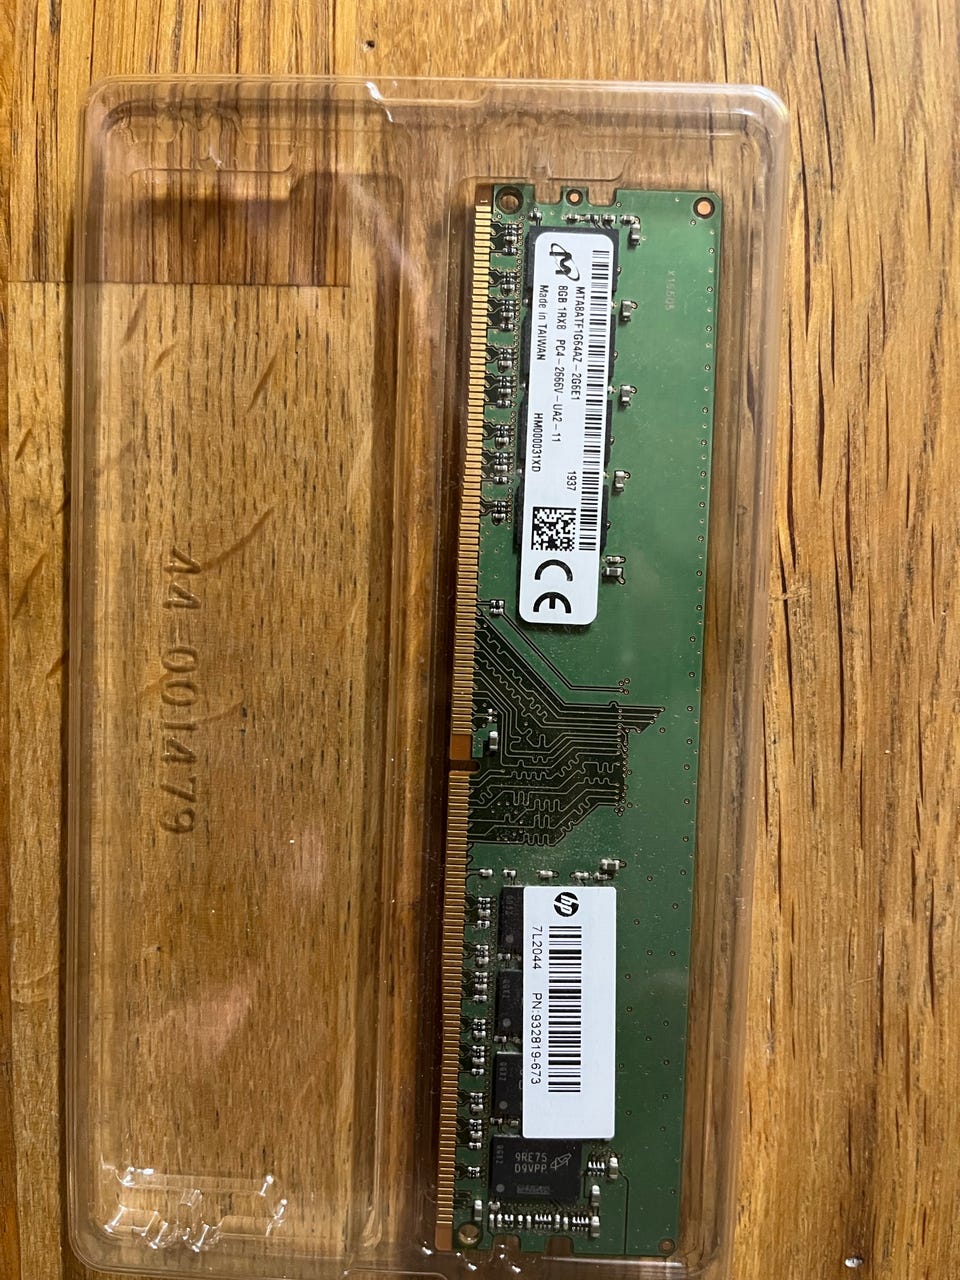 MTA8ATF1G64AZ-2G6E1
8GB 1RX8 PC4-2666V-UA2-11
1937
Made in TAIWAN
HM000031XD
CE
hp
7L2044 PN:932819-673
9RE75
D9VPP
44-001479